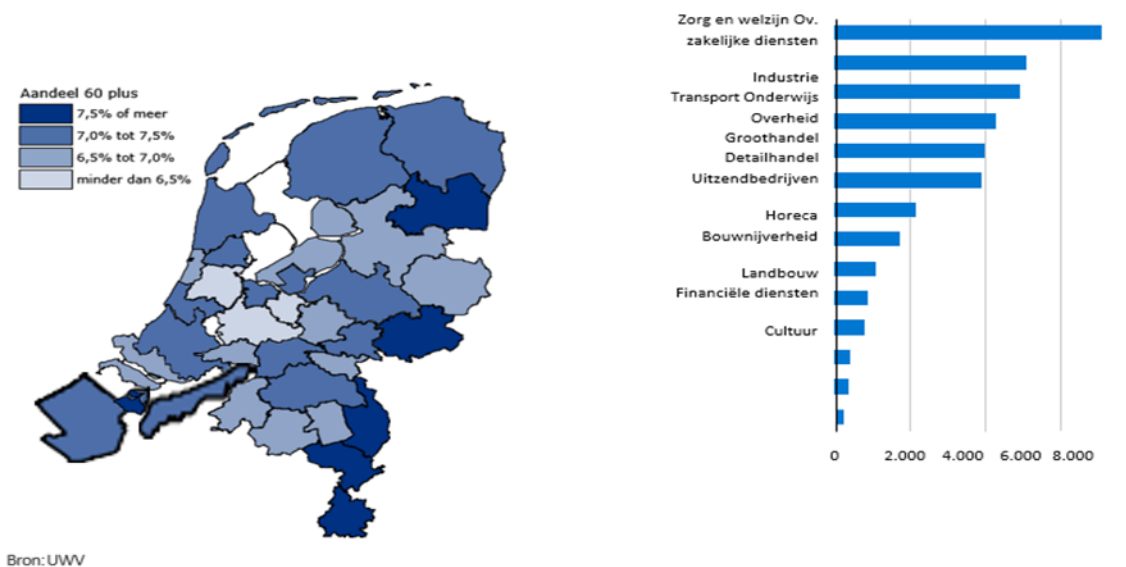 Aandeel 60 plus
7,5% of meer
7,0% tot 7,5%
6,5% tot 7,0%
minder dan 6,5%
Bron: UWV
Zorg en welzijn Ov.
zakelijke diensten
Industrie
Transport Onderwijs
Overheid
Groothandel
Detailhandel
Uitzendbedrijven
Horeca
Bouwnijverheid
Landbouw
Financiële diensten
Cultuur
0 2.000 4.000 6.000 8.000